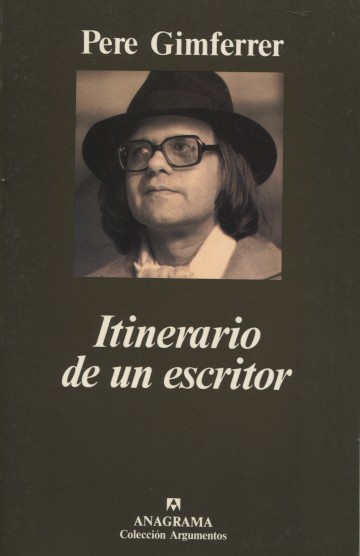 Pere Gimferrer
Itinerario
de un escritor
ANAGRAMA
Colección Argumentos